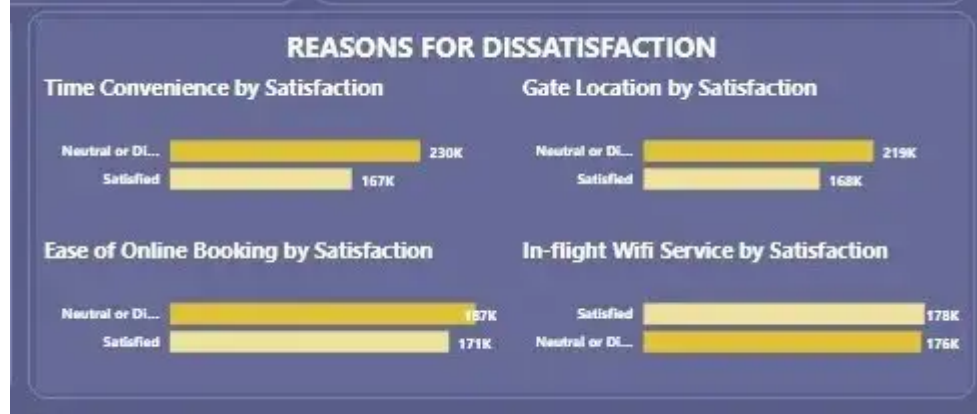 REASONS FOR DISSATISFACTION
Time Convenience by Satisfaction
Neutral or Di...
230K
Satisfied
167K
Gate Location by Satisfaction
Neutral or Di...
219K
Satisfied
168K
Ease of Online Booking by Satisfaction
Neutral or Di...
187K
Satisfied
171K
In-flight Wifi Service by Satisfaction
Satisfied
178K
Neutral or Di...
176K